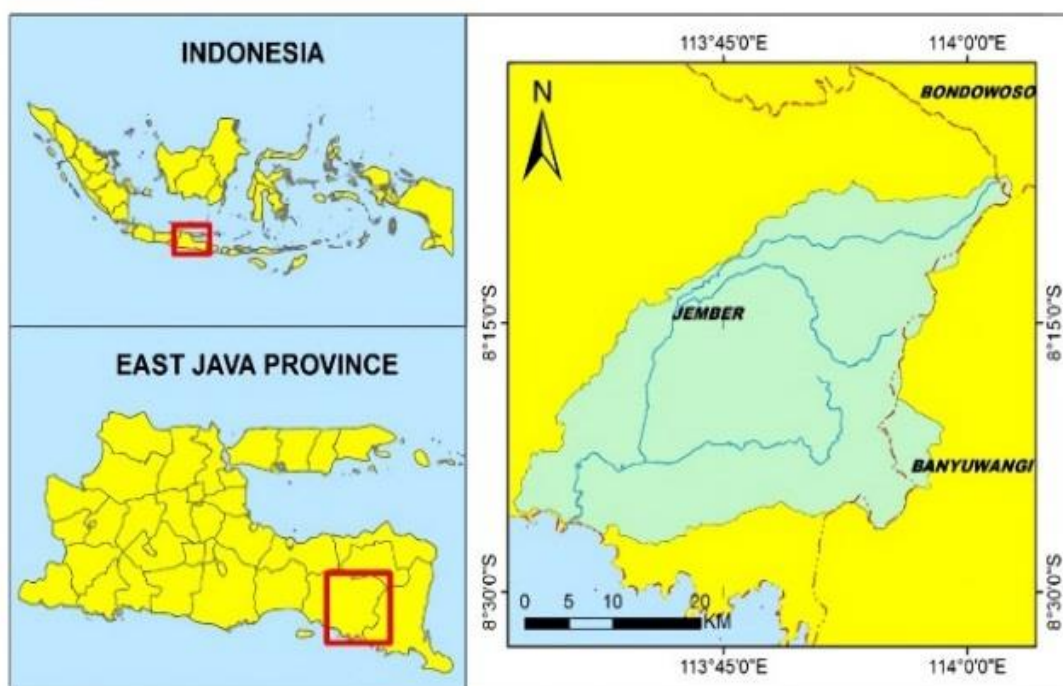 INDONESIA
EAST JAVA PROVINCE
113°45'0"E 114°0'0"E
BONDOWOSO
N
JEMBER
8°15'0"S 8°15'0"S
BANYUWANGI
8°30'0"S 8°30'0"S
0 5 10 20
KM
113°45'0"E 114°0'0"E